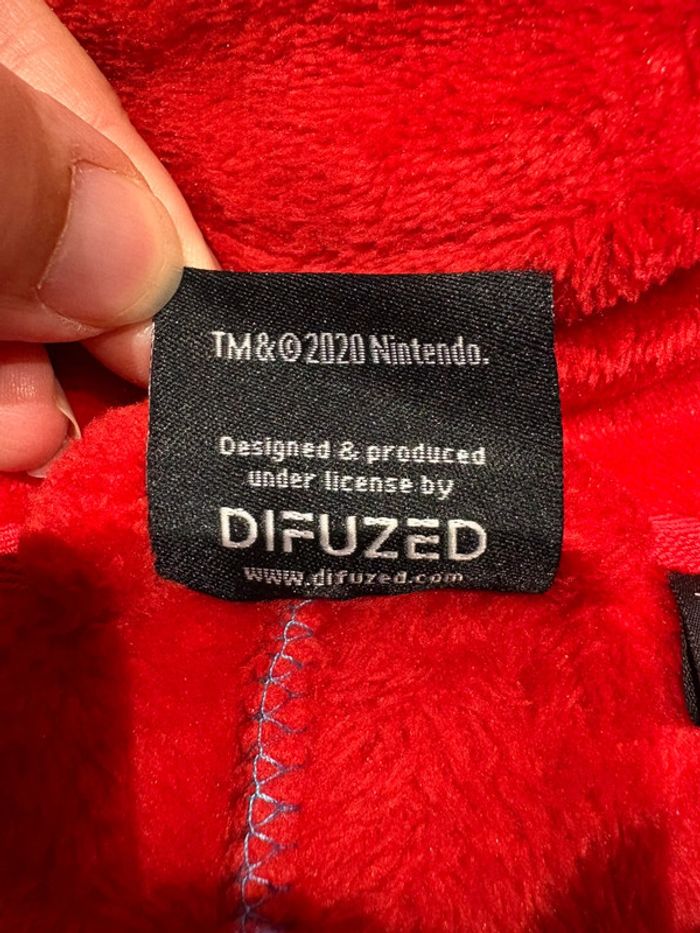 TM&©2020 Nintendo.
Designed & produced
under license by
DIFUZED
www.difuzed.com